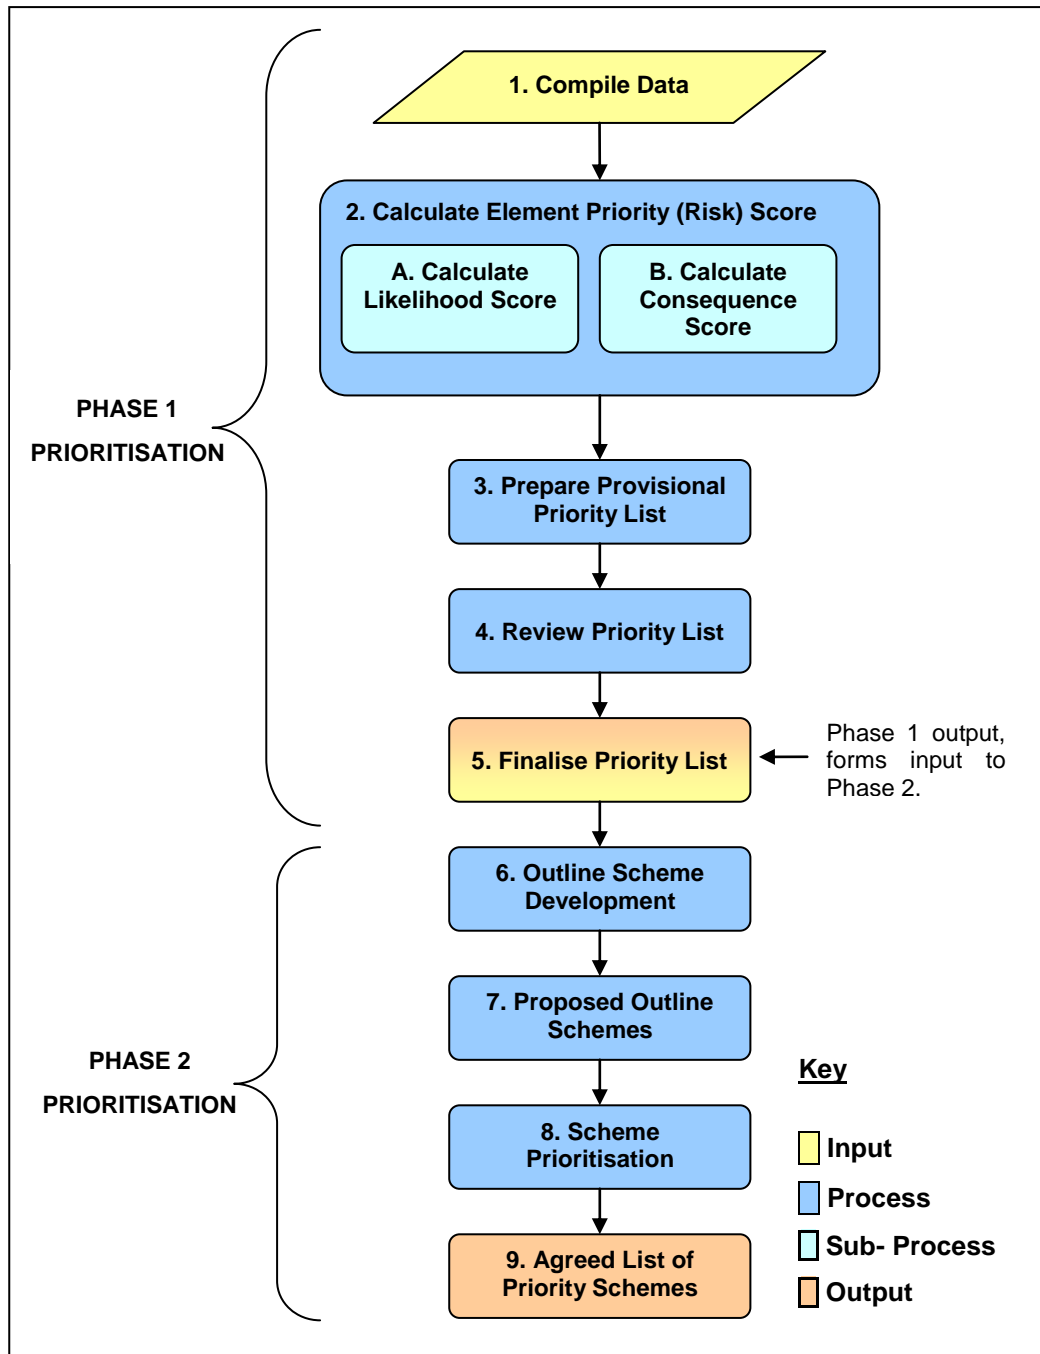 1. Compile Data
2. Calculate Element Priority (Risk) Score
A. Calculate
Likelihood Score
B. Calculate
Consequence
Score
PHASE 1
PRIORITISATION
3. Prepare Provisional
Priority List
4. Review Priority List
5. Finalise Priority List
Phase 1 output,
forms input to
Phase 2.
6. Outline Scheme
Development
7. Proposed Outline
Schemes
PHASE 2
PRIORITISATION
8. Scheme
Prioritisation
9. Agreed List of
Priority Schemes
Key
Input
Process
Sub- Process
Output